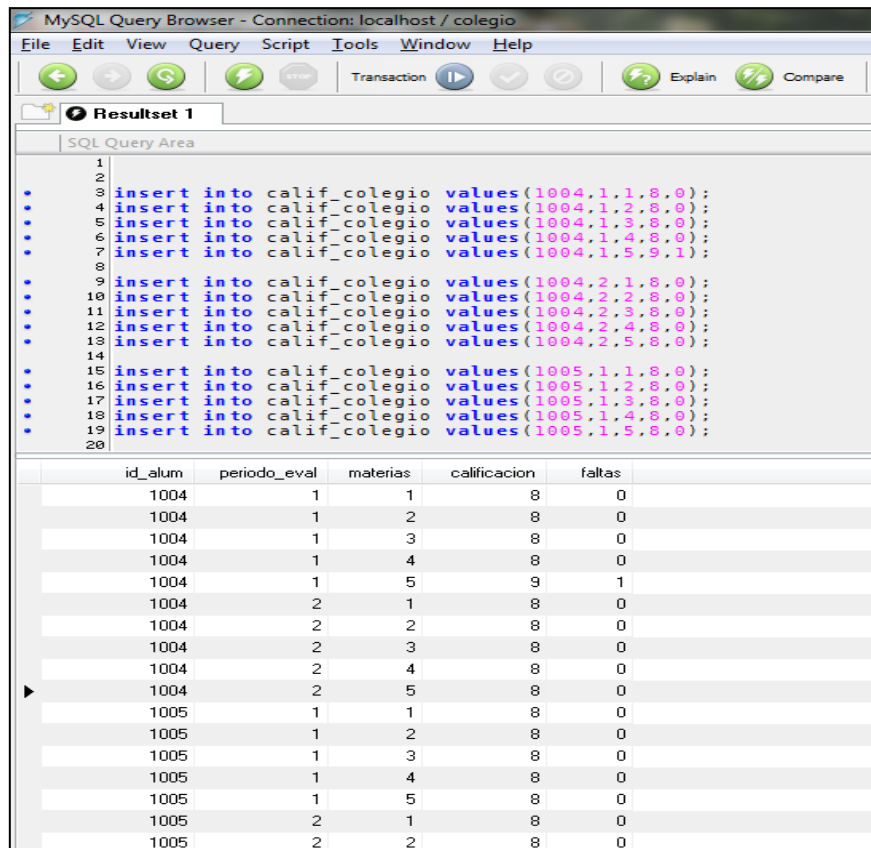 MySQL Query Browser - Connection: localhost / colegio
File Edit View Query Script Tools Window Help
STOP Transaction Explain Compare
Resultset 1
SQL Query Area
1
2
3 insert into calif_colegio values(1004,1,1,8,0);
4 insert into calif_colegio values(1004,1,2,8,0);
5 insert into calif_colegio values(1004,1,3,8,0);
6 insert into calif_colegio values(1004,1,4,8,0);
7 insert into calif_colegio values(1004,1,5,9,1);
8
9 insert into calif_colegio values(1004,2,1,8,0);
10 insert into calif_colegio values(1004,2,2,8,0);
11 insert into calif_colegio values(1004,2,3,8,0);
12 insert into calif_colegio values(1004,2,4,8,0);
13 insert into calif_colegio values(1004,2,5,8,0);
14
15 insert into calif_colegio values(1005,1,1,8,0);
16 insert into calif_colegio values(1005,1,2,8,0);
17 insert into calif_colegio values(1005,1,3,8,0);
18 insert into calif_colegio values(1005,1,4,8,0);
19 insert into calif_colegio values(1005,1,5,8,0);
20
id_alum periodo_eval materias calificacion faltas
1004 1 1 8 0
1004 1 2 8 0
1004 1 3 8 0
1004 1 4 8 0
1004 1 5 9 1
1004 2 1 8 0
1004 2 2 8 0
1004 2 3 8 0
1004 2 4 8 0
1004 2 5 8 0
1005 1 1 8 0
1005 1 2 8 0
1005 1 3 8 0
1005 1 4 8 0
1005 1 5 8 0
1005 2 1 8 0
1005 2 2 8 0